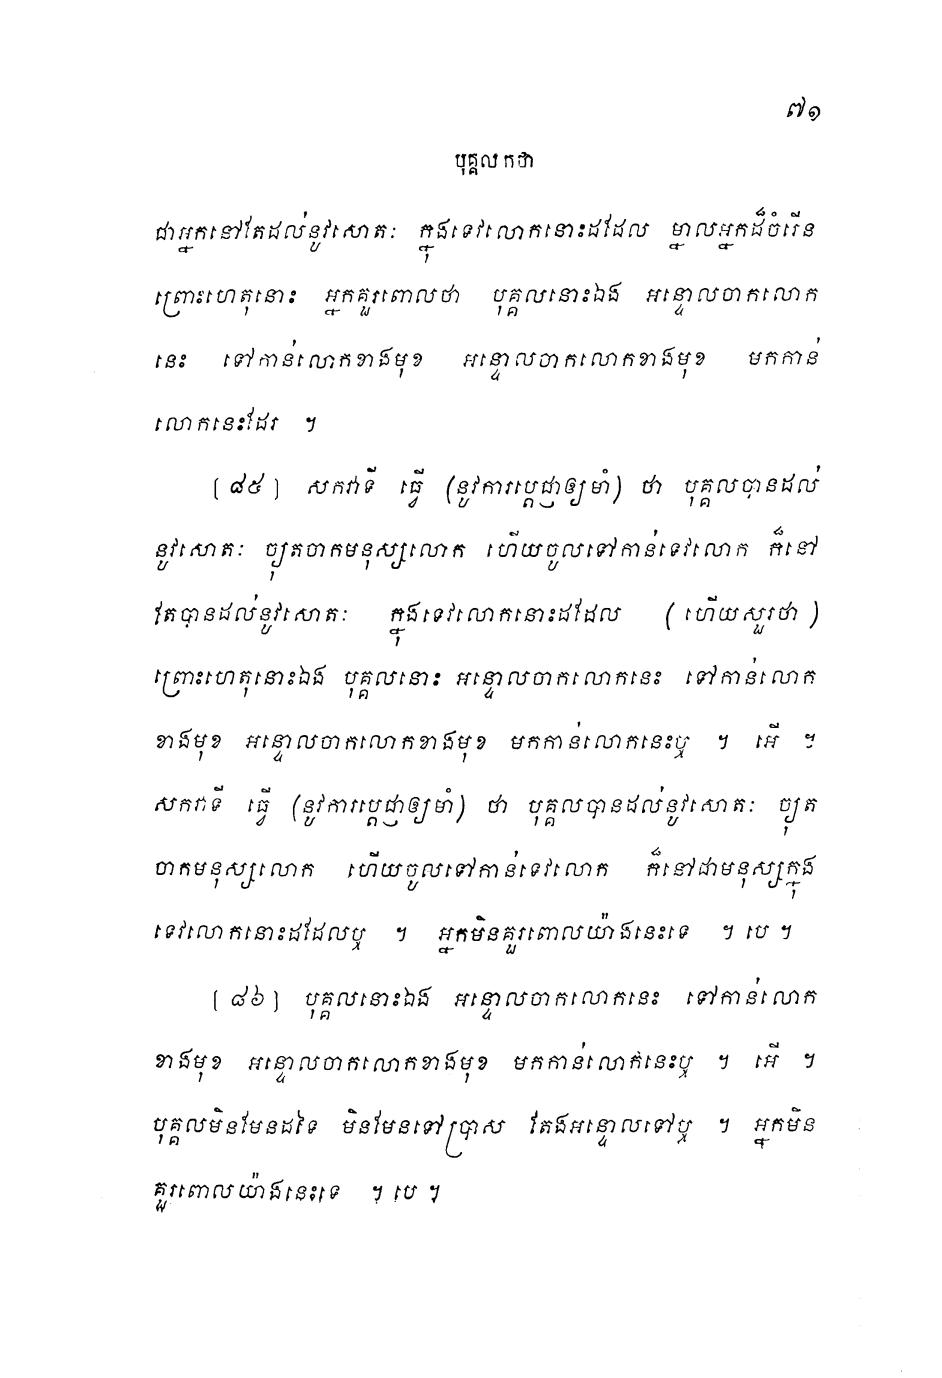 ៧១
បុគ្គលកថា
ជាអ្នកនៅតែដល់នូវសោតៈ ក្នុងទេវលោកនោះដដែល ម្នាលអ្នកដ៏ចំរើន
ព្រោះហេតុនោះ អ្នកគួរពោលថា បុគ្គលនោះឯង អន្ទោលចាកលោក
នេះ ទៅកាន់លោកខាងមុខ អន្ទោលចាកលោកខាងមុខ មកកាន់
លោកនេះដែរ ។
(៨៥) សកវាទី ធ្វើ (នូវការប្តេជ្ញាឲ្យមាំ) ថា បុគ្គលបានដល់
នូវសោតៈ ច្យុតចាកមនុស្សលោក ហើយចូលទៅកាន់ទេវលោក ក៏នៅ
តែបានដល់នូវសោតៈ ក្នុងទេវលោកនោះដដែល (ហើយសួរថា)
ព្រោះហេតុនោះឯង បុគ្គលនោះ អន្ទោលចាកលោកនេះ ទៅកាន់លោក
ខាងមុខ អន្ទោលចាកលោកខាងមុខ មកកាន់លោកនេះឬ ។ អើ ។
សកវាទី ធ្វើ (នូវការប្តេជ្ញាឲ្យមាំ) ថា បុគ្គលបានដល់នូវសោតៈ ច្យុត
ចាកមនុស្សលោក ហើយចូលទៅកាន់ទេវលោក ក៏នៅជាមនុស្សក្នុង
ទេវលោកនោះដដែលឬ ។ អ្នកមិនគួរពោលយ៉ាងនេះទេ ។ បេ ។
(៨៦) បុគ្គលនោះឯង អន្ទោលចាកលោកនេះ ទៅកាន់លោក
ខាងមុខ អន្ទោលចាកលោកខាងមុខ មកកាន់លោកនេះឬ ។ អើ ។
បុគ្គលមិនមែនដទៃ មិនមែនទៅប្រាស តែងអន្ទោលទៅឬ ។ អ្នកមិន
គួរពោលយ៉ាងនេះទេ ។ បេ ។